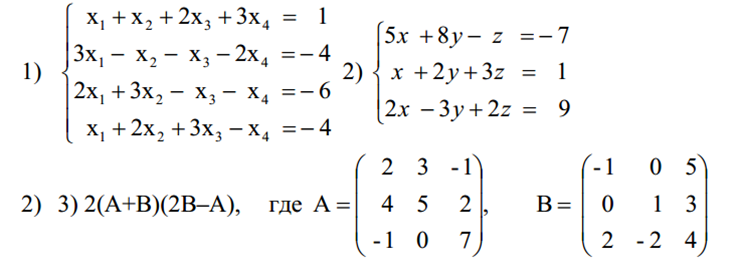 1) { x₁ + x₂ + 2x₃ + 3x₄ = 1
3x₁ − x₂ − x₃ − 2x₄ = − 4
2x₁ + 3x₂ − x₃ − x₄ = − 6
x₁ + 2x₂ + 3x₃ − x₄ = − 4
2) { 5x + 8y − z = − 7
x + 2y + 3z = 1
2x − 3y + 2z = 9
2) 3) 2(A+B)(2B–A), где A = ( 2 3 -1
4 5 2
-1 0 7 ), B = ( -1 0 5
0 1 3
2 -2 4 )